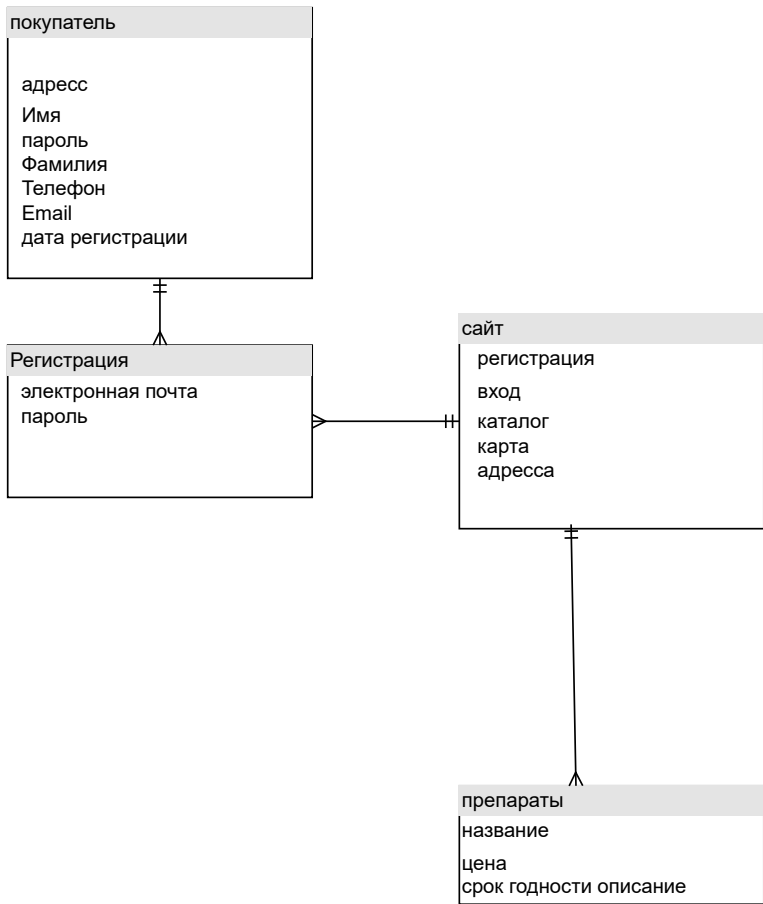 покупатель
адресс
Имя
пароль
Фамилия
Телефон
Email
дата регистрации
Регистрация
электронная почта
пароль
сайт
регистрация
вход
каталог
карта
адресса
препараты
название
цена
срок годности описание